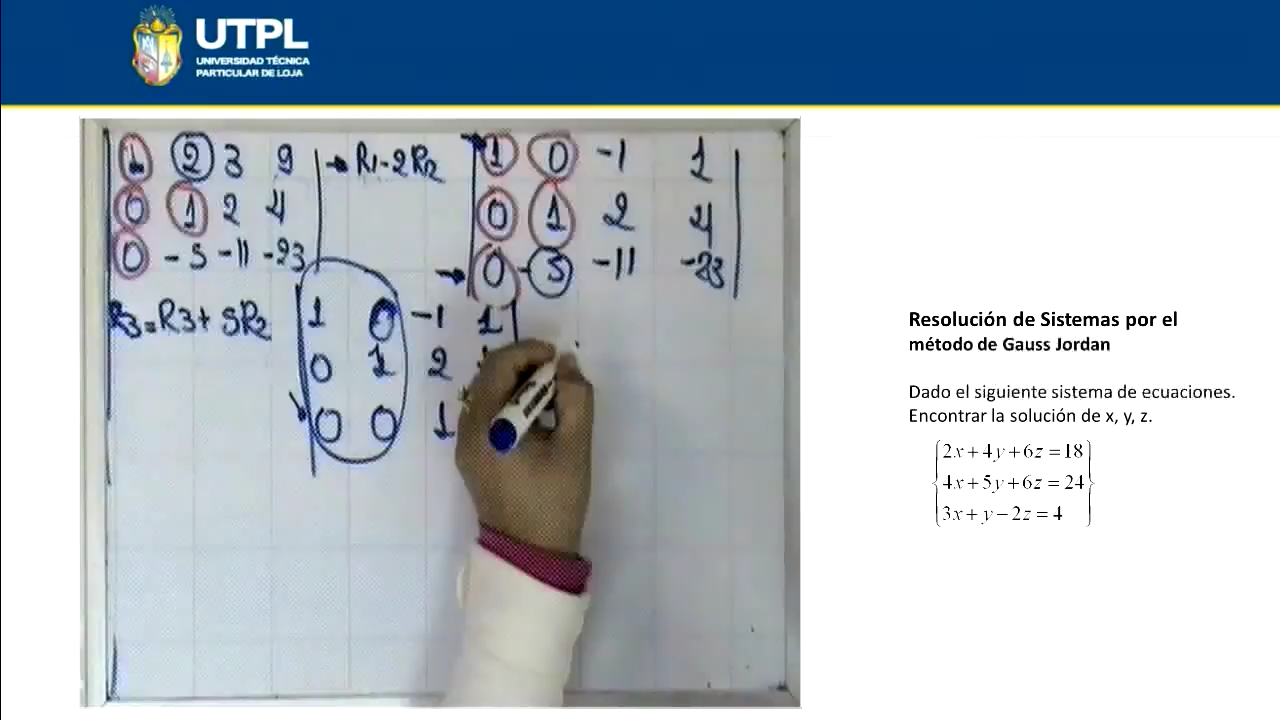 UTPL
UNIVERSIDAD TÉCNICA
PARTICULAR DE LOJA
1 2 3 9 → R1-2R2
0 1 2 4
0 -5 -11 -23
1 0 -1 1
0 1 2 4
0 -5 -11 -23
R3=R3+5R2
1 0 -1 1
0 1 2
0 0 1
Resolución de Sistemas por el
método de Gauss Jordan
Dado el siguiente sistema de ecuaciones.
Encontrar la solución de x, y, z.
2x+4y+6z=18
4x+5y+6z=24
3x+y−2z=4